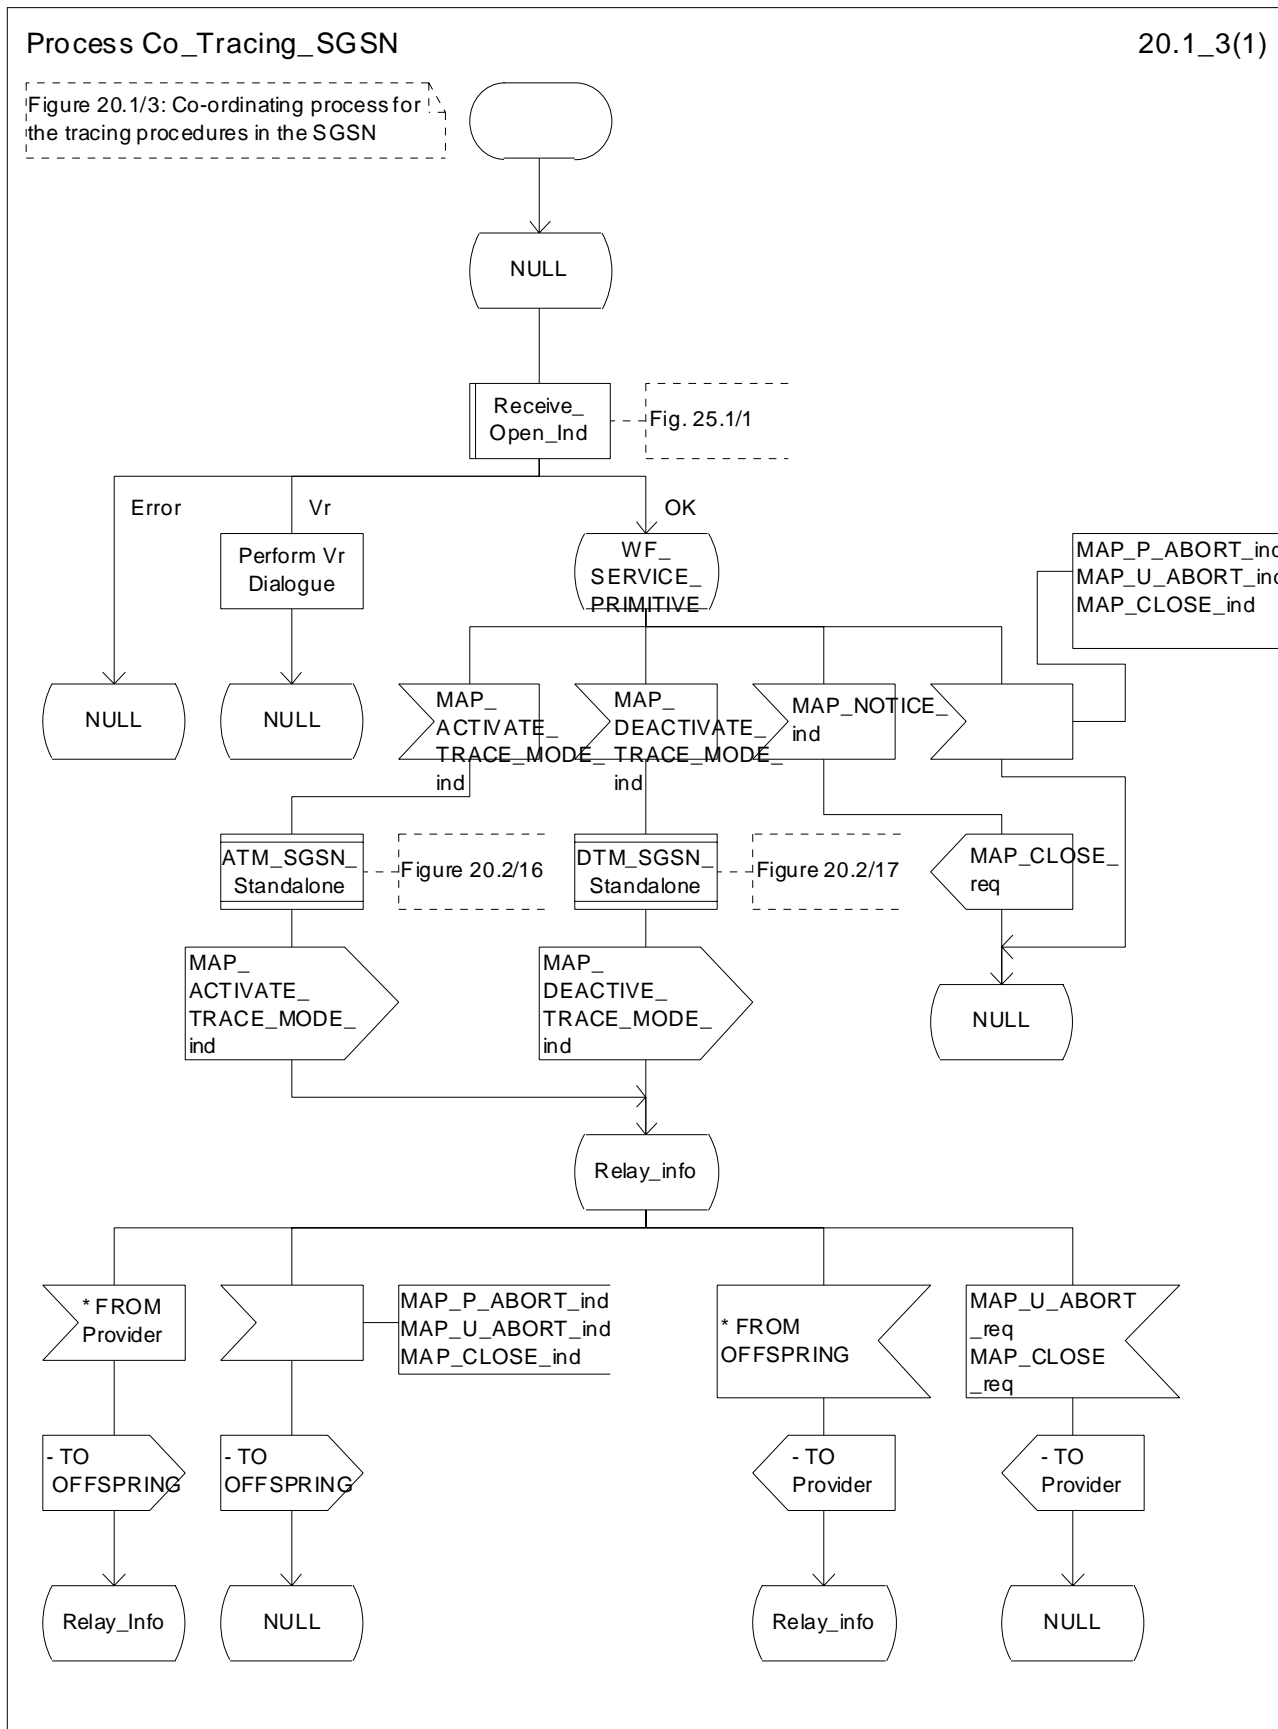 Process Co_Tracing_SGSN
20.1_3(1)
Figure 20.1/3: Co-ordinating process for
the tracing procedures in the SGSN
NULL
Receive_
Open_Ind
Fig. 25.1/1
Error
Vr
OK
Perform Vr
Dialogue
WF_
SERVICE_
PRIMITIVE
MAP_P_ABORT_ind
MAP_U_ABORT_ind
MAP_CLOSE_ind
NULL
NULL
MAP_
ACTIVATE_
TRACE_MODE_
ind
MAP_
DEACTIVATE_
TRACE_MODE_
ind
MAP_NOTICE_
ind
ATM_SGSN_
Standalone
Figure 20.2/16
DTM_SGSN_
Standalone
Figure 20.2/17
MAP_CLOSE_
req
MAP_
ACTIVATE_
TRACE_MODE_
ind
MAP_
DEACTIVE_
TRACE_MODE_
ind
NULL
Relay_info
* FROM
Provider
MAP_P_ABORT_ind
MAP_U_ABORT_ind
MAP_CLOSE_ind
* FROM
OFFSPRING
MAP_U_ABORT
_req
MAP_CLOSE
_req
- TO
OFFSPRING
- TO
OFFSPRING
- TO
Provider
- TO
Provider
Relay_Info
NULL
Relay_info
NULL